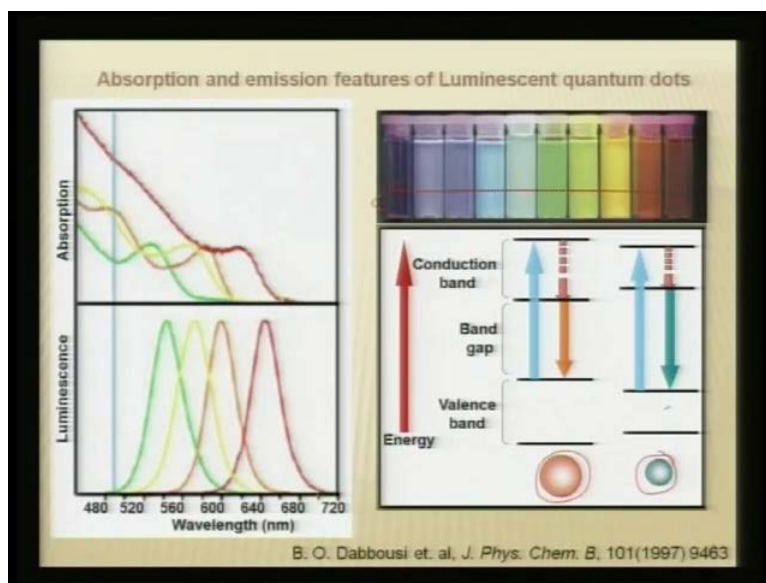 Absorption and emission features of Luminescent quantum dots
Absorption
Luminescence
480 520 560 600 640 680 720
Wavelength (nm)
Conduction
band
Band
gap
Valence
band
Energy
B. O. Dabbousi et. al, J. Phys. Chem. B, 101(1997) 9463